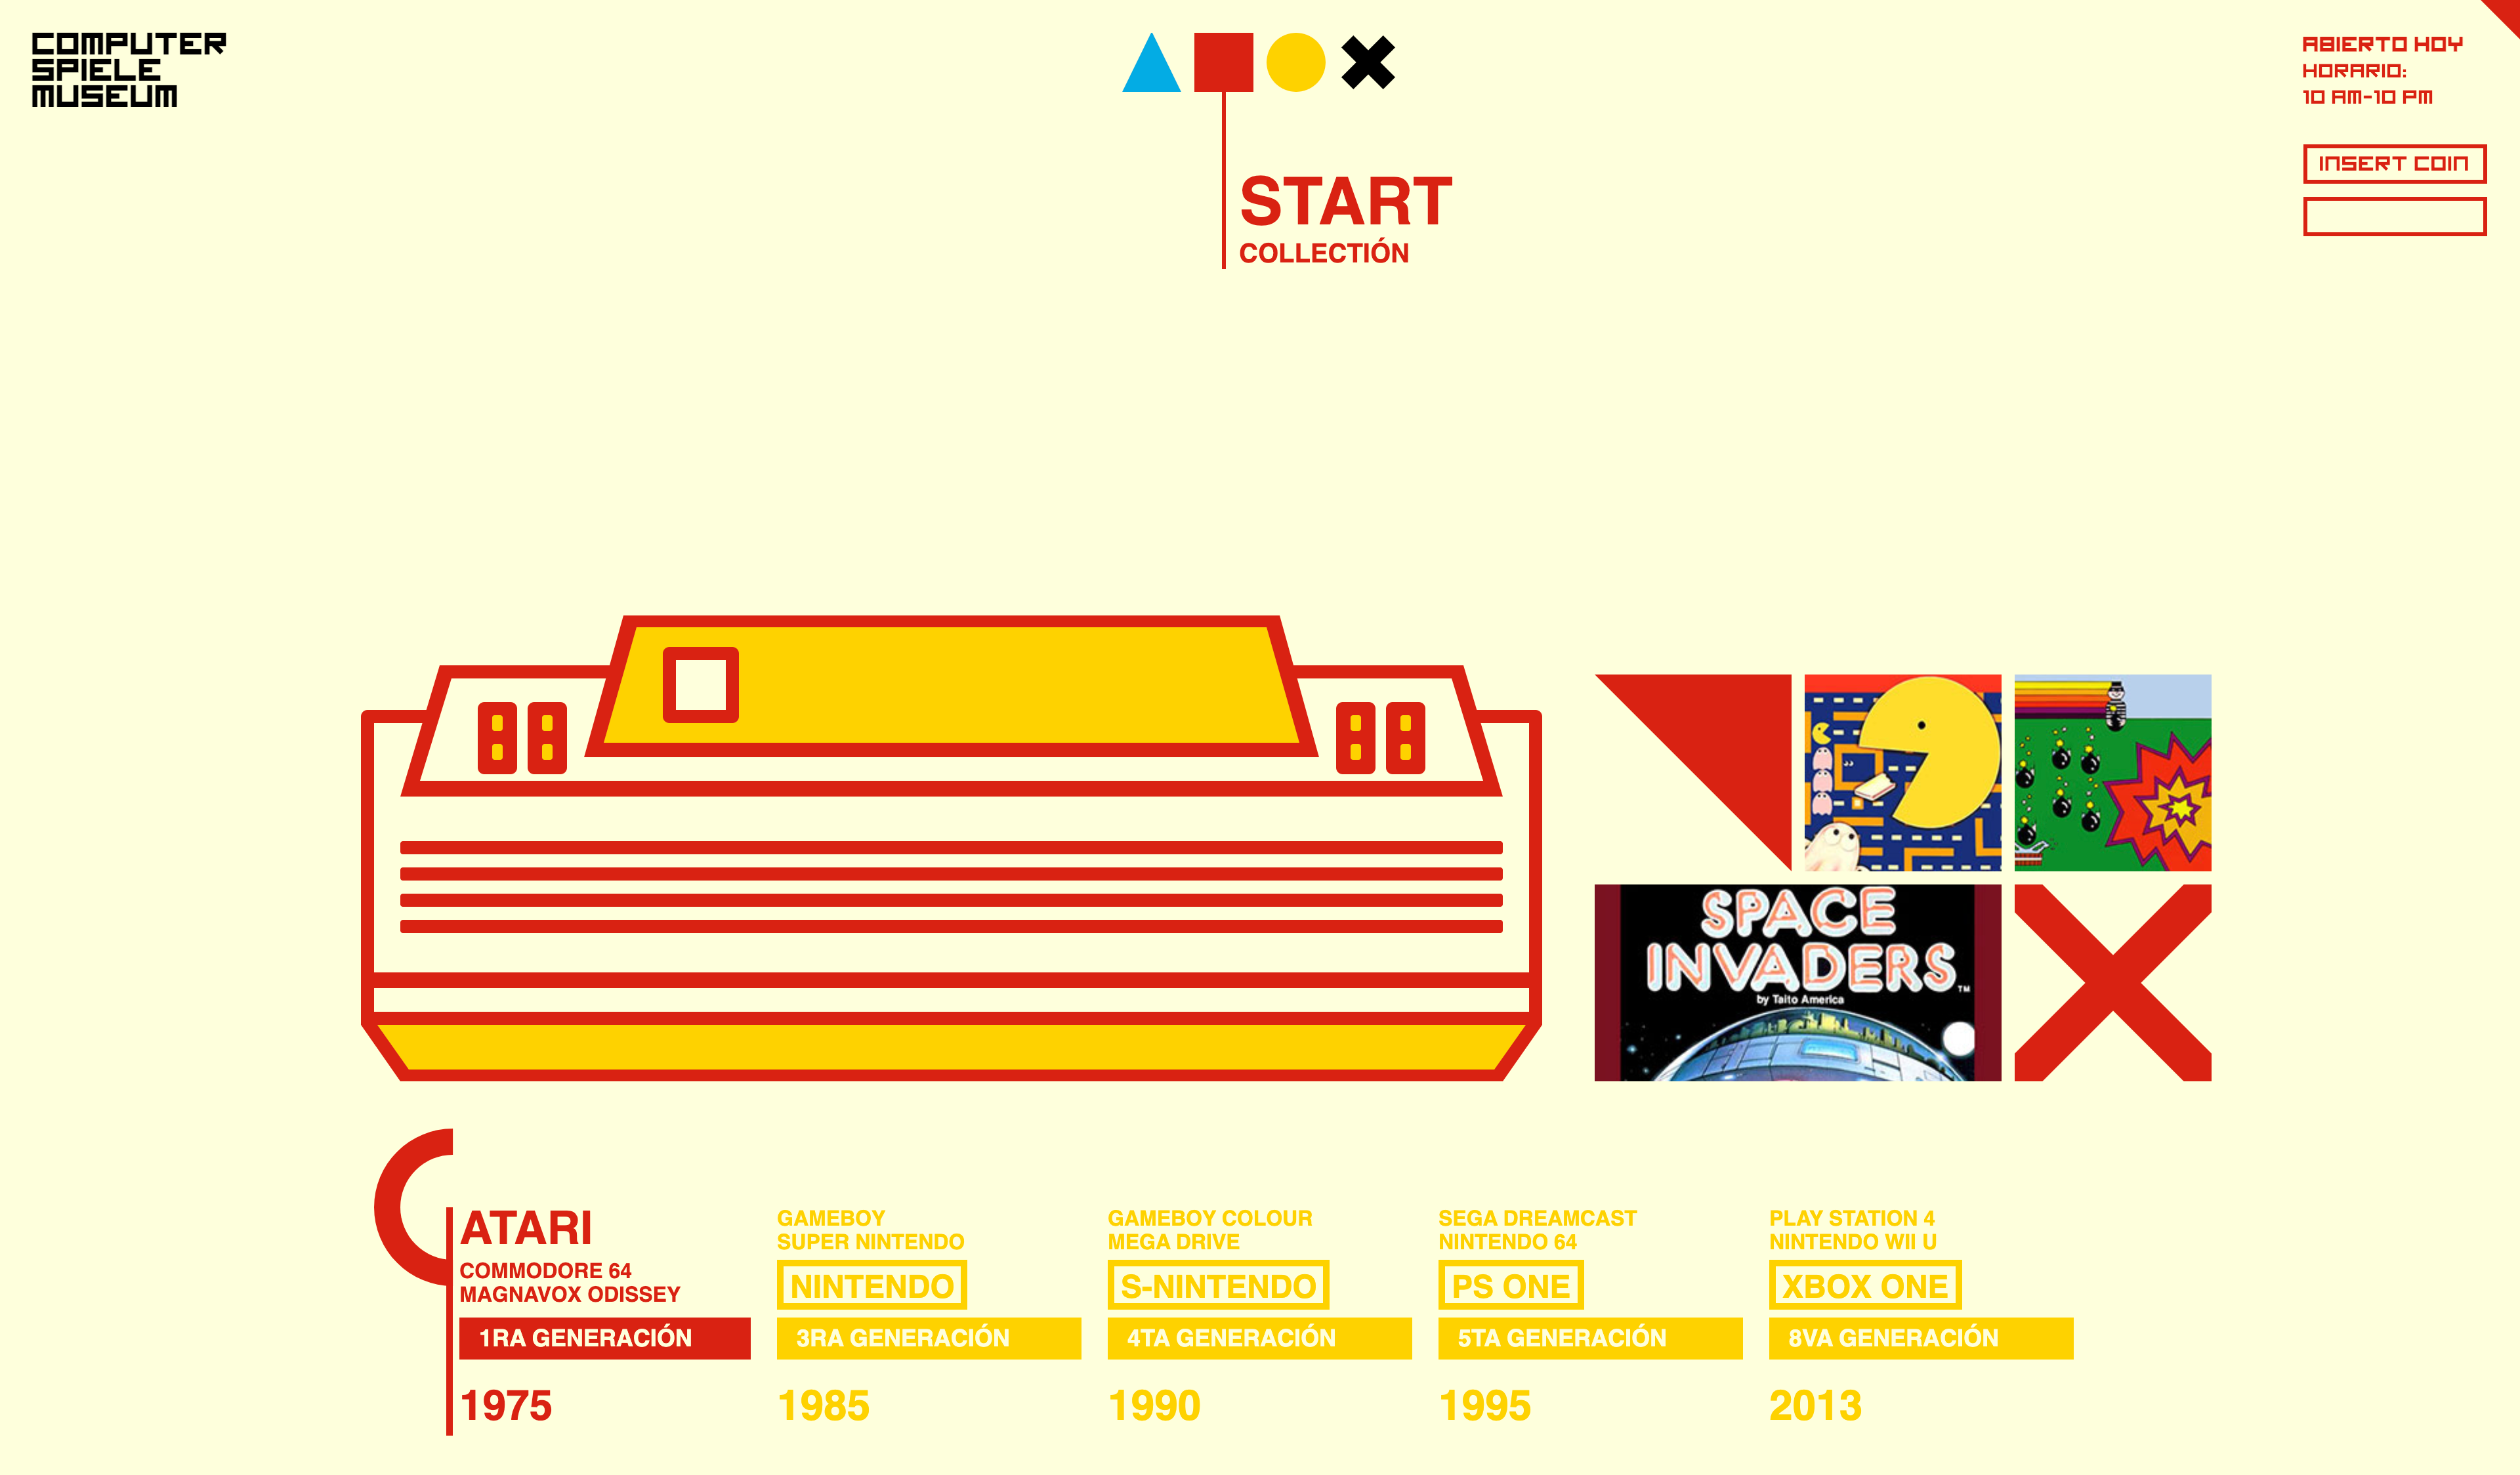 COMPUTER
SPIELE
MUSEUM
START
COLLECTIÓN
ABIERTO HOY
HORARIO:
10 AM-10 PM
INSERT COIN
SPACE
INVADERS™
by Taito America
ATARI
COMMODORE 64
MAGNAVOX ODISSEY
1RA GENERACIÓN
1975
GAMEBOY
SUPER NINTENDO
NINTENDO
3RA GENERACIÓN
1985
GAMEBOY COLOUR
MEGA DRIVE
S-NINTENDO
4TA GENERACIÓN
1990
SEGA DREAMCAST
NINTENDO 64
PS ONE
5TA GENERACIÓN
1995
PLAY STATION 4
NINTENDO WII U
XBOX ONE
8VA GENERACIÓN
2013